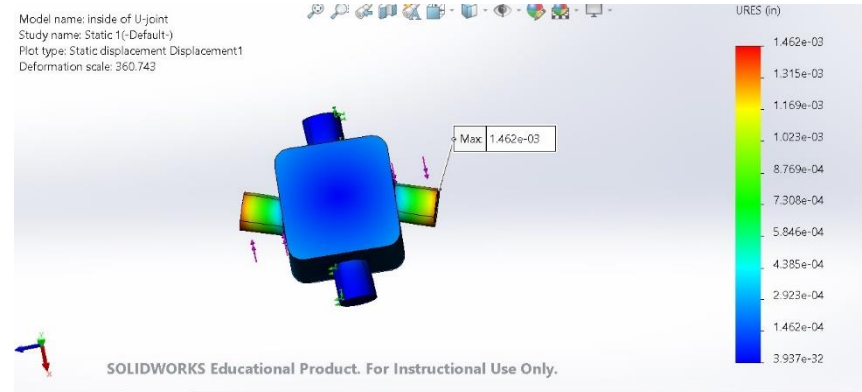 Model name: inside of U-joint
Study name: Static 1(-Default-)
Plot type: Static displacement Displacement1
Deformation scale: 360.743
URES (in)
1.462e-03
1.315e-03
1.169e-03
1.023e-03
8.769e-04
7.308e-04
5.846e-04
4.385e-04
2.923e-04
1.462e-04
3.937e-32
Max: 1.462e-03
SOLIDWORKS Educational Product. For Instructional Use Only.